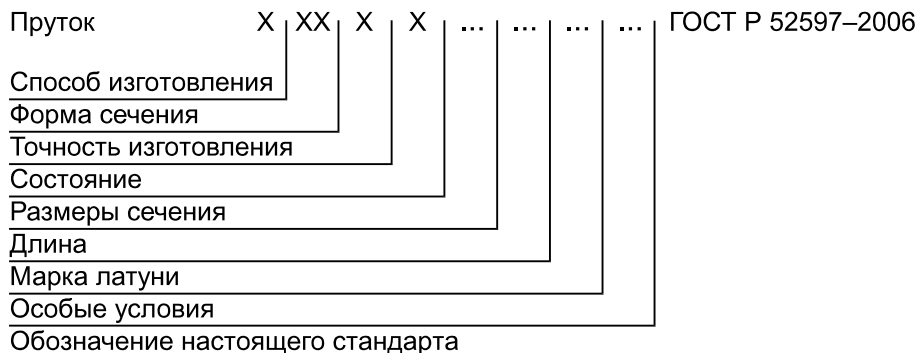 Пруток Х ХХ Х Х ... ... ... ... ГОСТ Р 52597–2006
Способ изготовления
Форма сечения
Точность изготовления
Состояние
Размеры сечения
Длина
Марка латуни
Особые условия
Обозначение настоящего стандарта